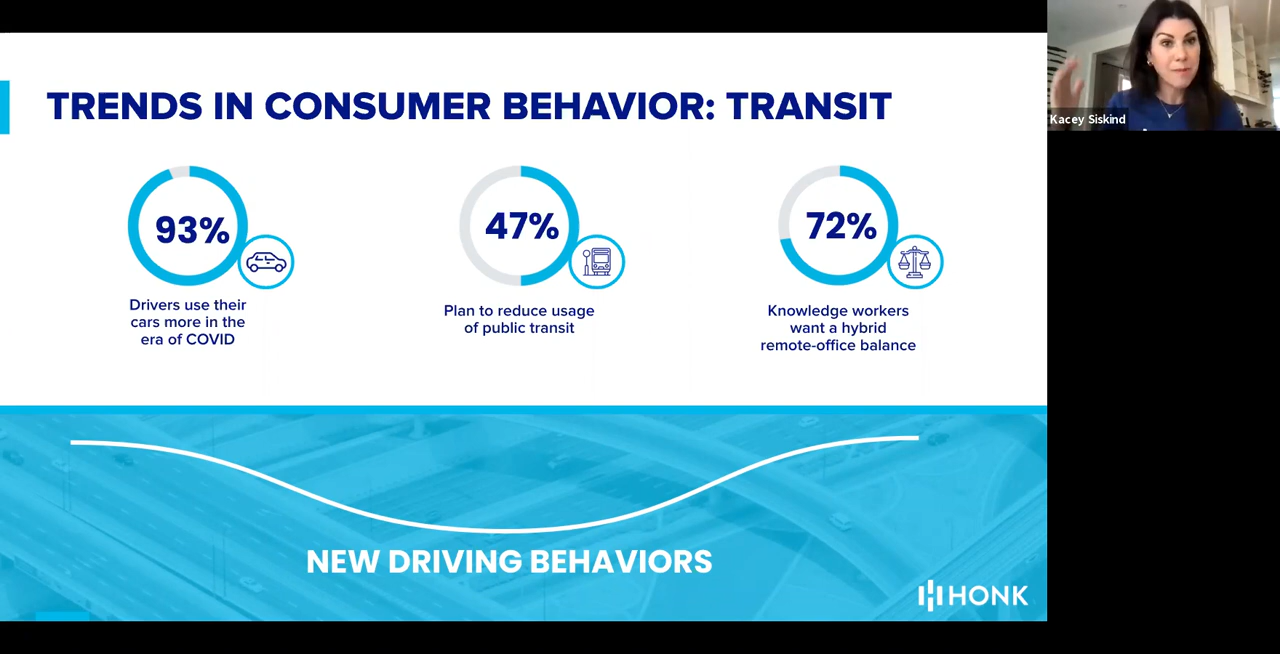 TRENDS IN CONSUMER BEHAVIOR: TRANSIT
93%
Drivers use their
cars more in the
era of COVID
47%
Plan to reduce usage
of public transit
72%
Knowledge workers
want a hybrid
remote-office balance
NEW DRIVING BEHAVIORS
HONK
Kacey Siskind